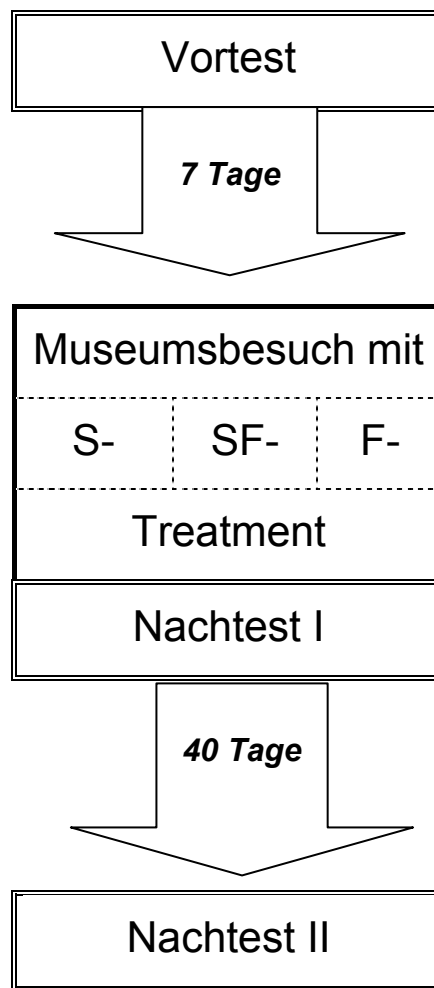 Vortest
7 Tage
Museumsbesuch mit
S- SF- F-
Treatment
Nachtest I
40 Tage
Nachtest II